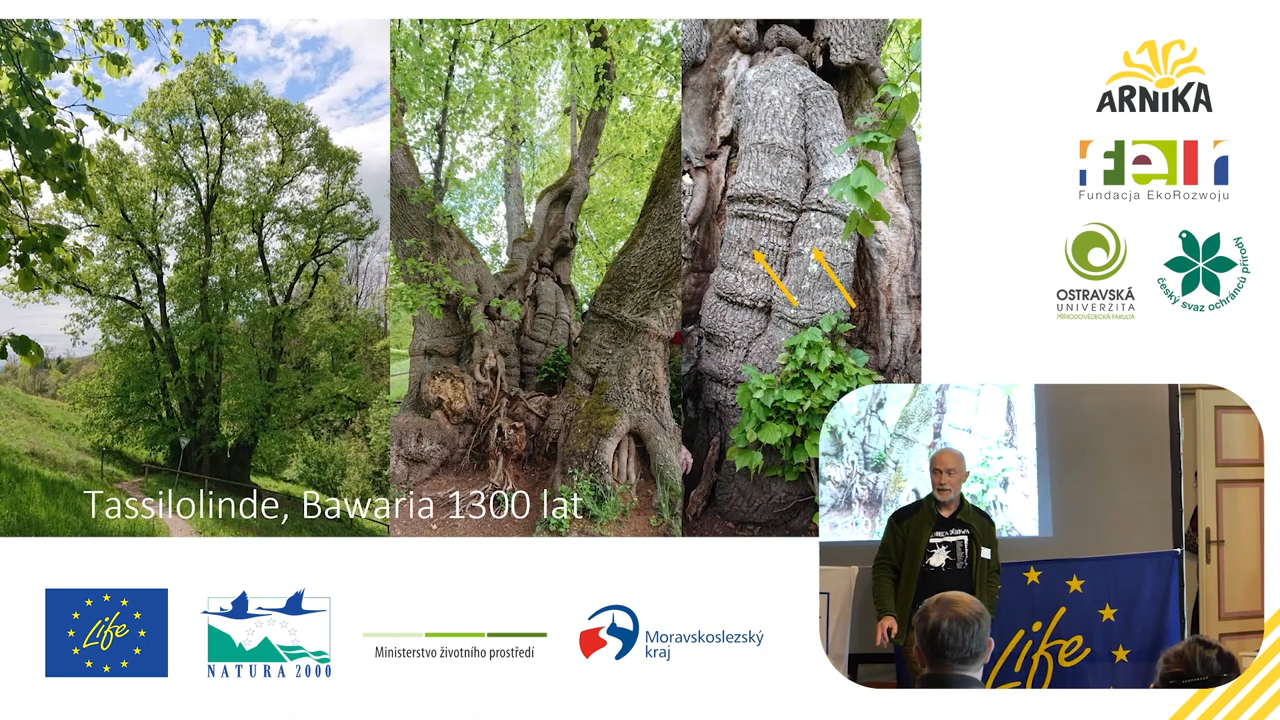 Tassilolinde, Bawaria 1300 lat
ARNIKA
feri
Fundacja EkoRozwoju
OSTRAVSKÁ
UNIVERZITA
PŘÍRODOVĚDECKÁ FAKULTA
český svaz ochránců přírody
Life
NATURA 2000
Ministerstvo životního prostředí
Moravskoslezský
kraj
Life